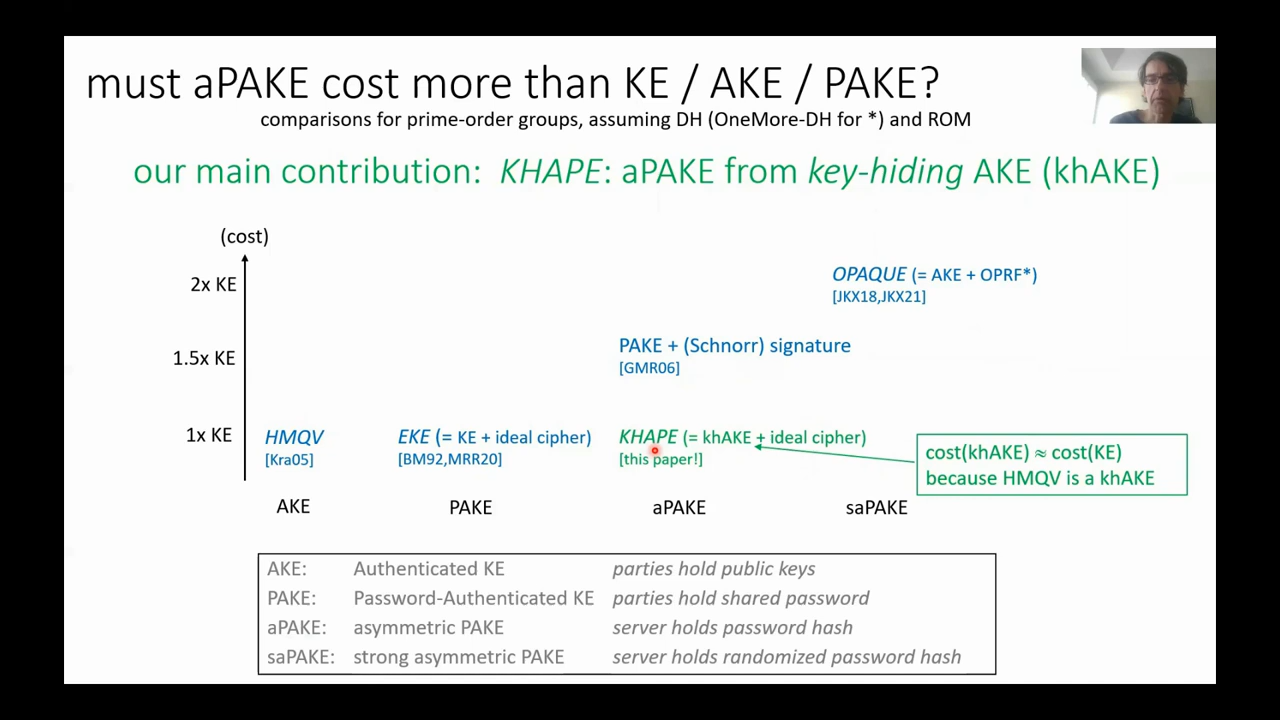 must aPAKE cost more than KE / AKE / PAKE?
comparisons for prime-order groups, assuming DH (OneMore-DH for *) and ROM
our main contribution: KHAPE: aPAKE from key-hiding AKE (khAKE)
(cost)
2x KE
OPAQUE (= AKE + OPRF*)
[JKX18,JKX21]
1.5x KE
PAKE + (Schnorr) signature
[GMR06]
1x KE
HMQV
[Kra05]
EKE (= KE + ideal cipher)
[BM92,MRR20]
KHAPE (= khAKE + ideal cipher)
[this paper!]
cost(khAKE) ≈ cost(KE)
because HMQV is a khAKE
AKE PAKE aPAKE saPAKE
AKE: Authenticated KE parties hold public keys
PAKE: Password-Authenticated KE parties hold shared password
aPAKE: asymmetric PAKE server holds password hash
saPAKE: strong asymmetric PAKE server holds randomized password hash